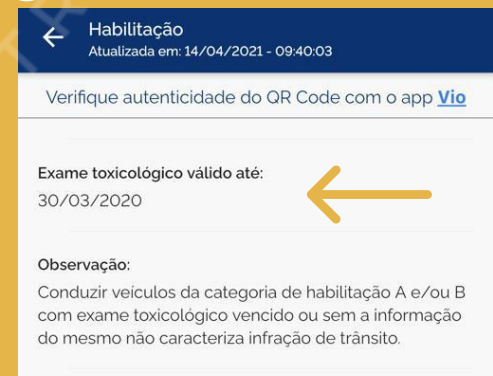 Habilitação
Atualizada em: 14/04/2021 - 09:40:03
Verifique autenticidade do QR Code com o app Vio
Exame toxicológico válido até:
30/03/2020
Observação:
Conduzir veículos da categoria de habilitação A e/ou B
com exame toxicológico vencido ou sem a informação
do mesmo não caracteriza infração de trânsito.